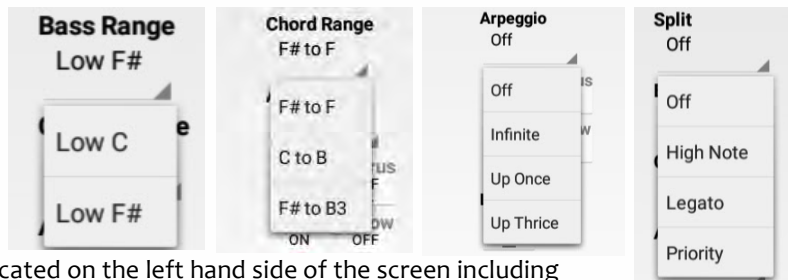 Bass Range
Low F#
Low C
Low F#
Chord Range
F# to F
F# to F
C to B
F# to B3
ON OFF
Arpeggio
Off
Off
Infinite
Up Once
Up Thrice
Split
Off
Off
High Note
Legato
Priority
cated on the left hand side of the screen including